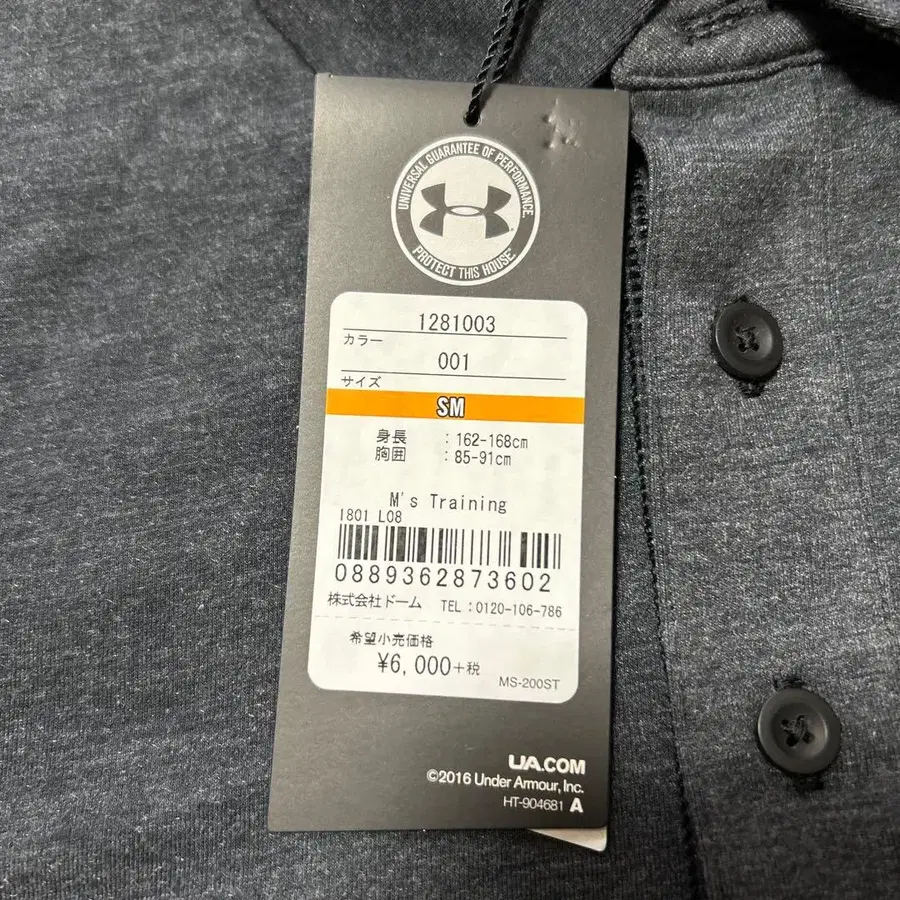 UNIVERSAL GUARANTEE OF PERFORMANCE.
PROTECT THIS HOUSE
1281003
カラー
001
サイズ
SM
身長 :162-168cm
胸囲 :85-91cm
M's Training
1801 L08
0889362873602
株式会社ドーム TEL:0120-106-786
希望小売価格
¥6,000+税
MS-200ST
UA.COM
©2016 Under Armour, Inc.
HT-904681 A